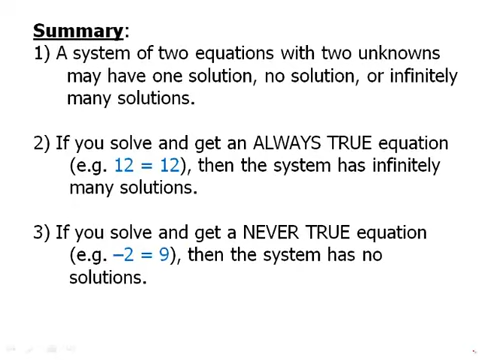 Summary:
1) A system of two equations with two unknowns
may have one solution, no solution, or infinitely
many solutions.
2) If you solve and get an ALWAYS TRUE equation
(e.g. 12 = 12), then the system has infinitely
many solutions.
3) If you solve and get a NEVER TRUE equation
(e.g. –2 = 9), then the system has no
solutions.